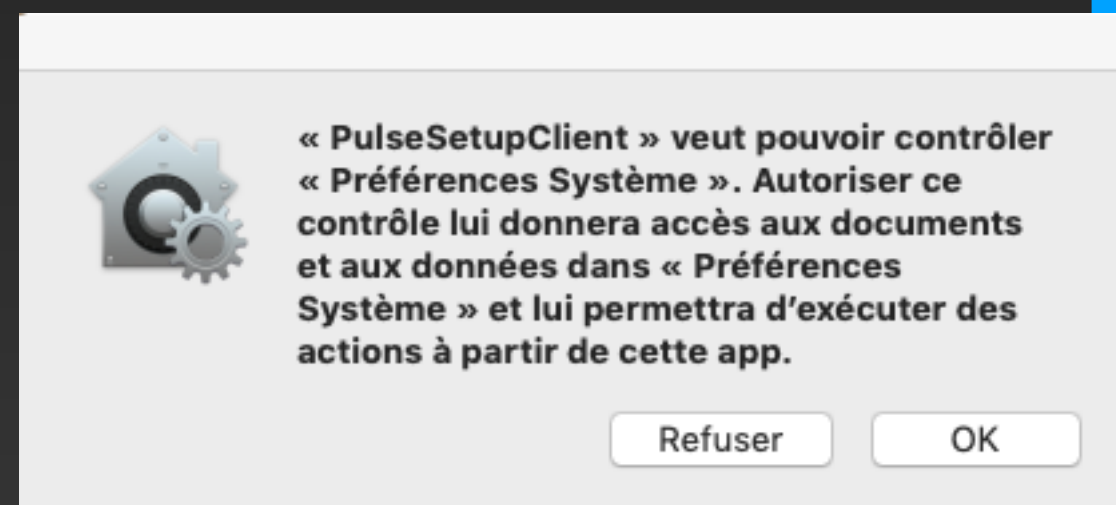 « PulseSetupClient » veut pouvoir contrôler
« Préférences Système ». Autoriser ce
contrôle lui donnera accès aux documents
et aux données dans « Préférences
Système » et lui permettra d’exécuter des
actions à partir de cette app.
Refuser OK